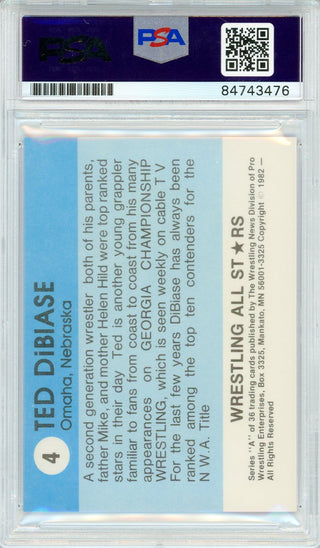 PSA
PSA
84743476
4
TED DiBIASE
Omaha, Nebraska
A second generation wrestler both of his parents,
father Mike, and mother Helen Hild were top ranked
stars in their day Ted is another young grappler
familiar to fans from coast to coast from his many
appearances on GEORGIA CHAMPIONSHIP
WRESTLING, which is seen weekly on cable T V
For the last few years DiBiase has always been
ranked among the top ten contenders for the
N W A. Title
WRESTLING ALL ST★RS
Series "A" of 36 trading cards published by The Wrestling News Division of Pro
Wrestling Enterprises, Box 3325, Mankato, MN 56001-3325 Copyright © 1982 —
All Rights Reserved